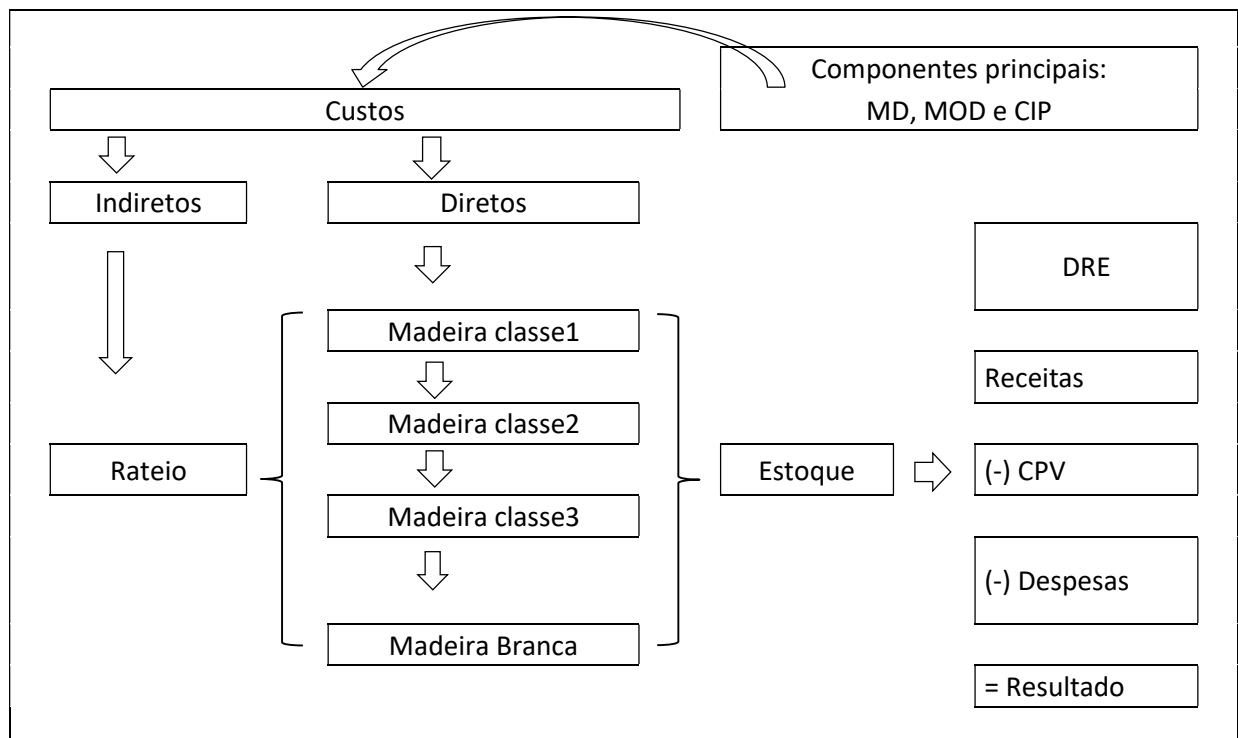 Componentes principais:
MD, MOD e CIP
Custos
Indiretos
Diretos
DRE
Madeira classe1
Receitas
Madeira classe2
Rateio
Estoque
(-) CPV
Madeira classe3
(-) Despesas
Madeira Branca
= Resultado